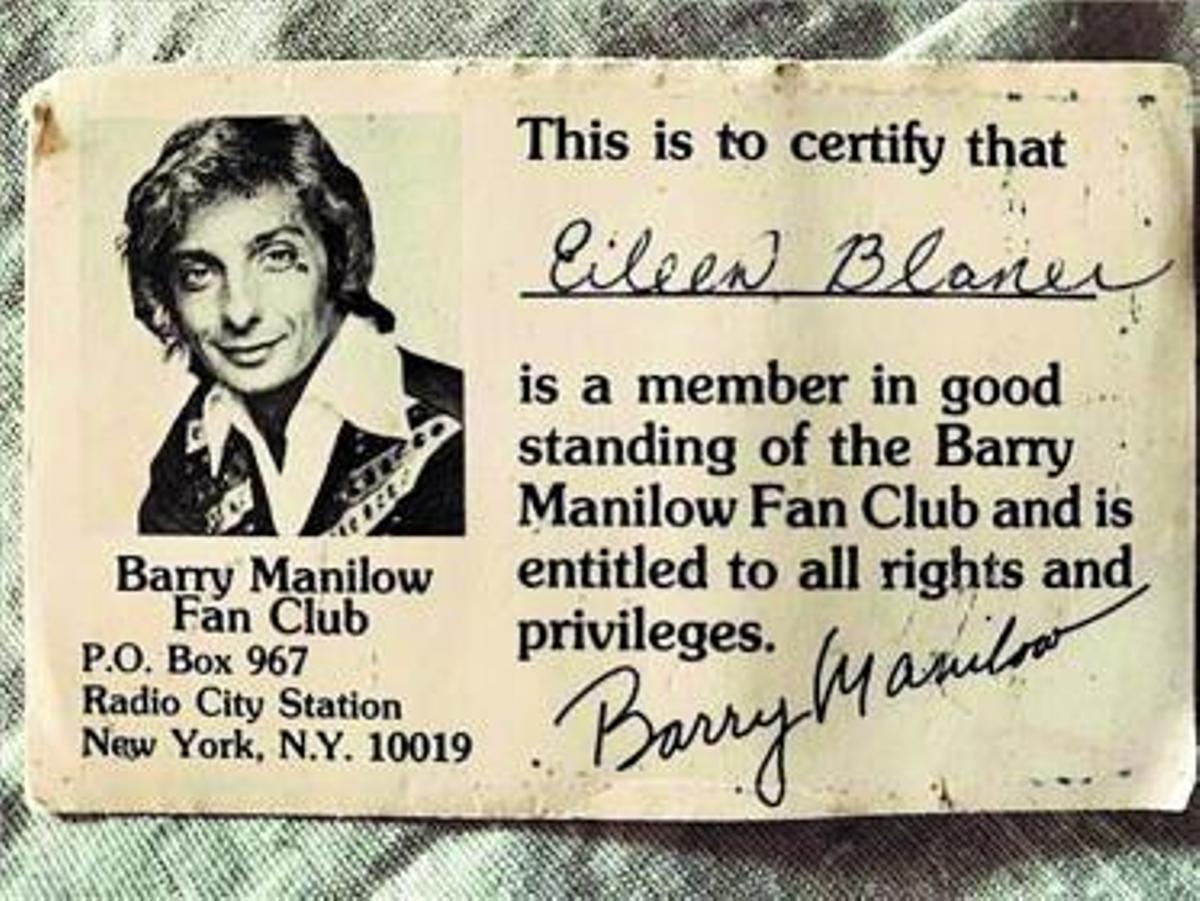 This is to certify that
Eileen Blaner
is a member in good
standing of the Barry
Manilow Fan Club and is
entitled to all rights and
privileges.
Barry Manilow
Barry Manilow
Fan Club
P.O. Box 967
Radio City Station
New York, N.Y. 10019